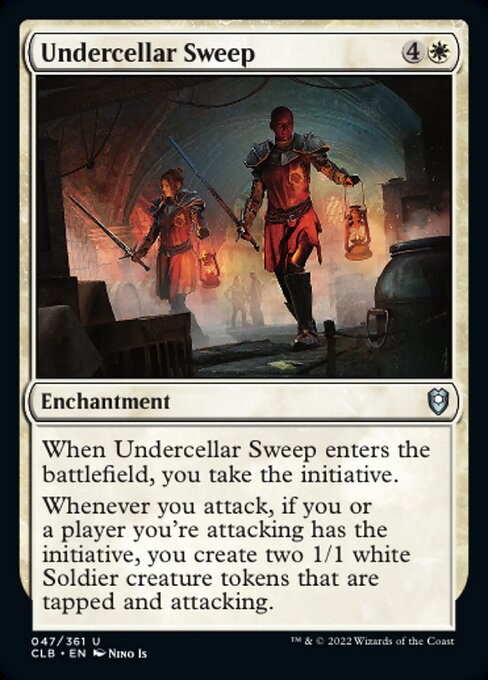 Undercellar Sweep 4
Enchantment
When Undercellar Sweep enters the
battlefield, you take the initiative.
Whenever you attack, if you or
a player you're attacking has the
initiative, you create two 1/1 white
Soldier creature tokens that are
tapped and attacking.
047/361 U
CLB • EN Nino Is
™ & © 2022 Wizards of the Coast